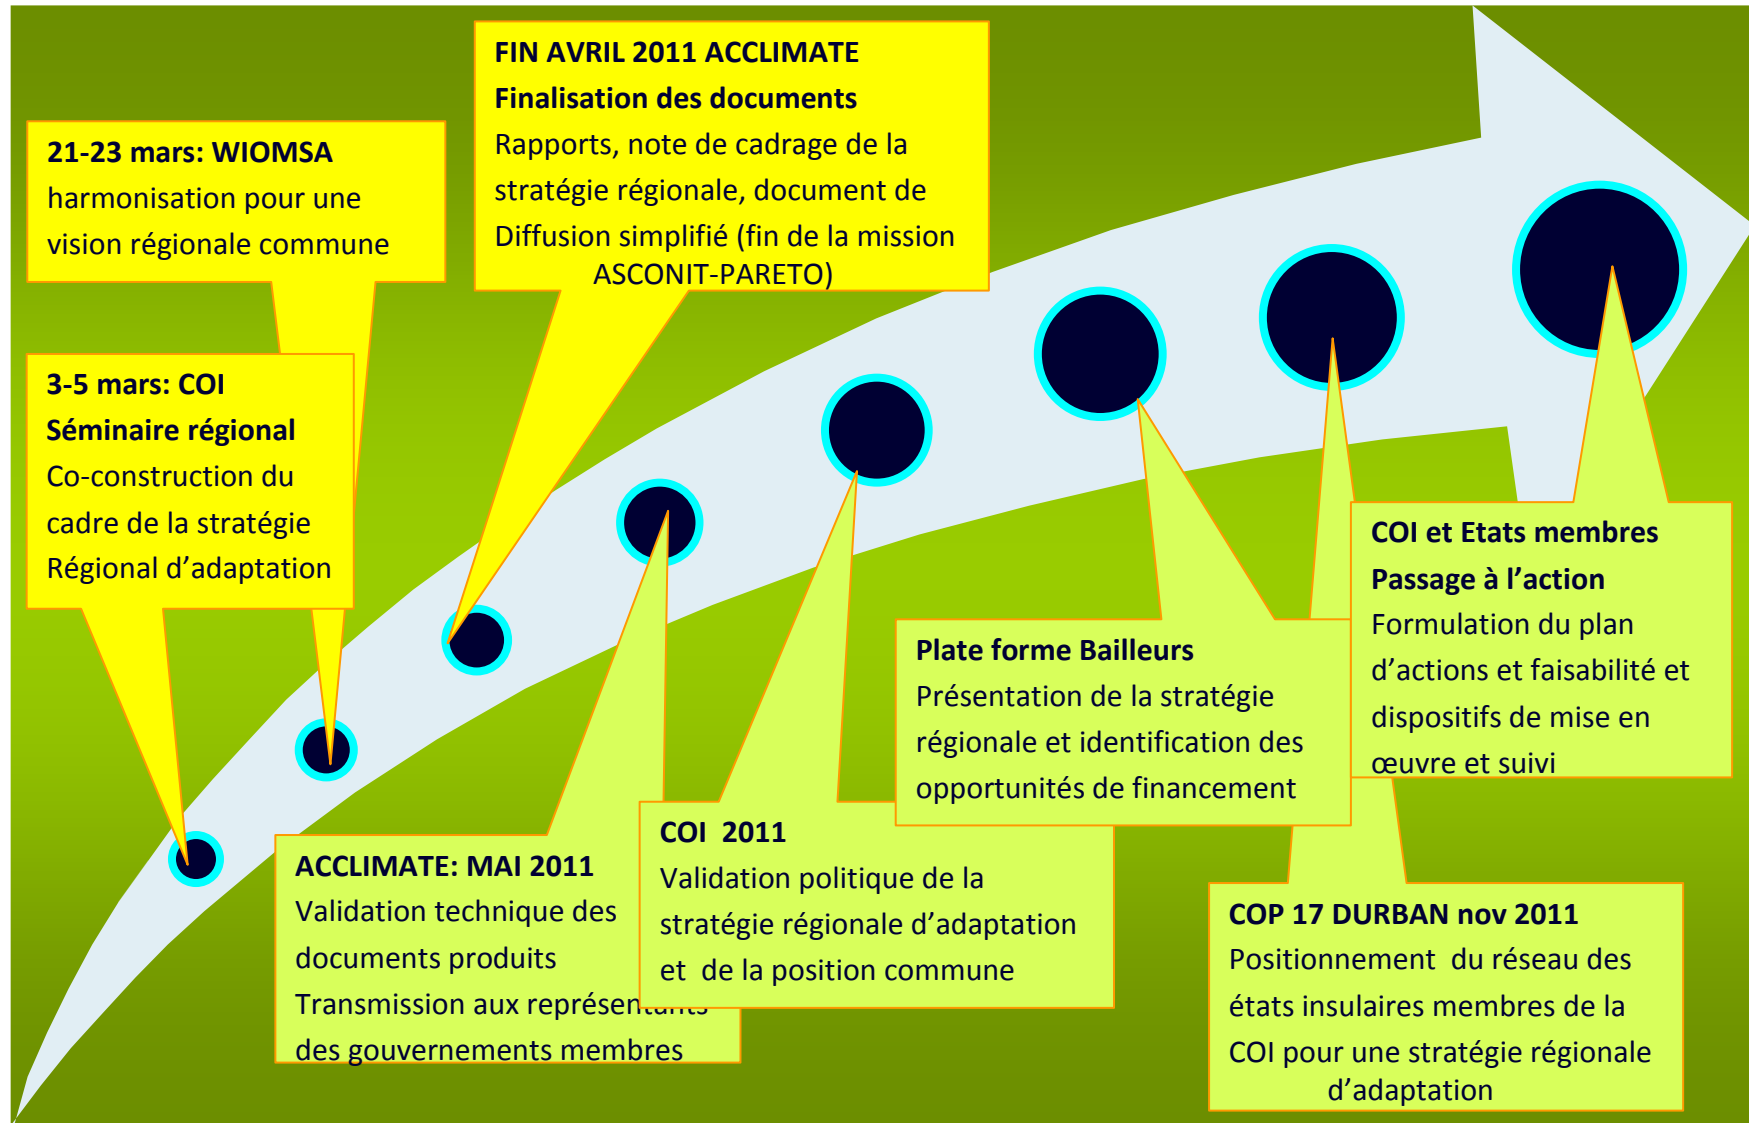 FIN AVRIL 2011 ACCLIMATE
Finalisation des documents
Rapports, note de cadrage de la
stratégie régionale, document de
Diffusion simplifié (fin de la mission
ASCONIT-PARETO)
21-23 mars: WIOMSA
harmonisation pour une
vision régionale commune
3-5 mars: COI
Séminaire régional
Co-construction du
cadre de la stratégie
Régional d’adaptation
ACCLIMATE: MAI 2011
Validation technique des
documents produits
Transmission aux représentants
des gouvernements membres
COI  2011
Validation politique de la
stratégie régionale d’adaptation
et  de la position commune
Plate forme Bailleurs
Présentation de la stratégie
régionale et identification des
opportunités de financement
COP 17 DURBAN nov 2011
Positionnement  du réseau des
états insulaires membres de la
COI pour une stratégie régionale
d’adaptation
COI et Etats membres
Passage à l’action
Formulation du plan
d’actions et faisabilité et
dispositifs de mise en
œuvre et suivi